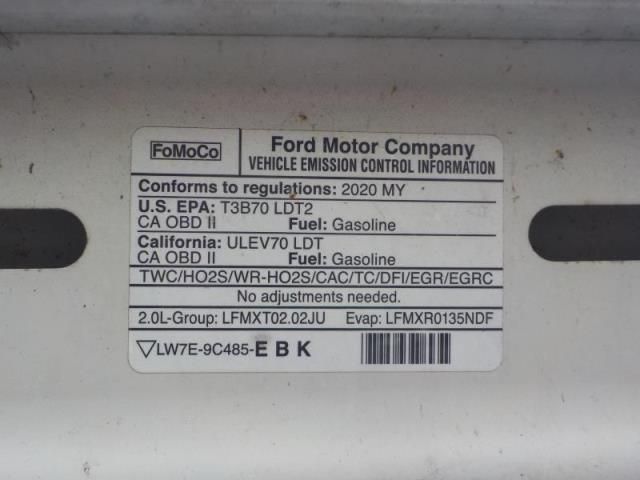 FoMoCo
Ford Motor Company
VEHICLE EMISSION CONTROL INFORMATION
Conforms to regulations: 2020 MY
U.S. EPA: T3B70 LDT2
CA OBD II Fuel: Gasoline
California: ULEV70 LDT
CA OBD II Fuel: Gasoline
TWC/HO2S/WR-HO2S/CAC/TC/DFI/EGR/EGRC
No adjustments needed.
2.0L-Group: LFMXT02.02JU Evap: LFMXR0135NDF
▽LW7E-9C485-E B K